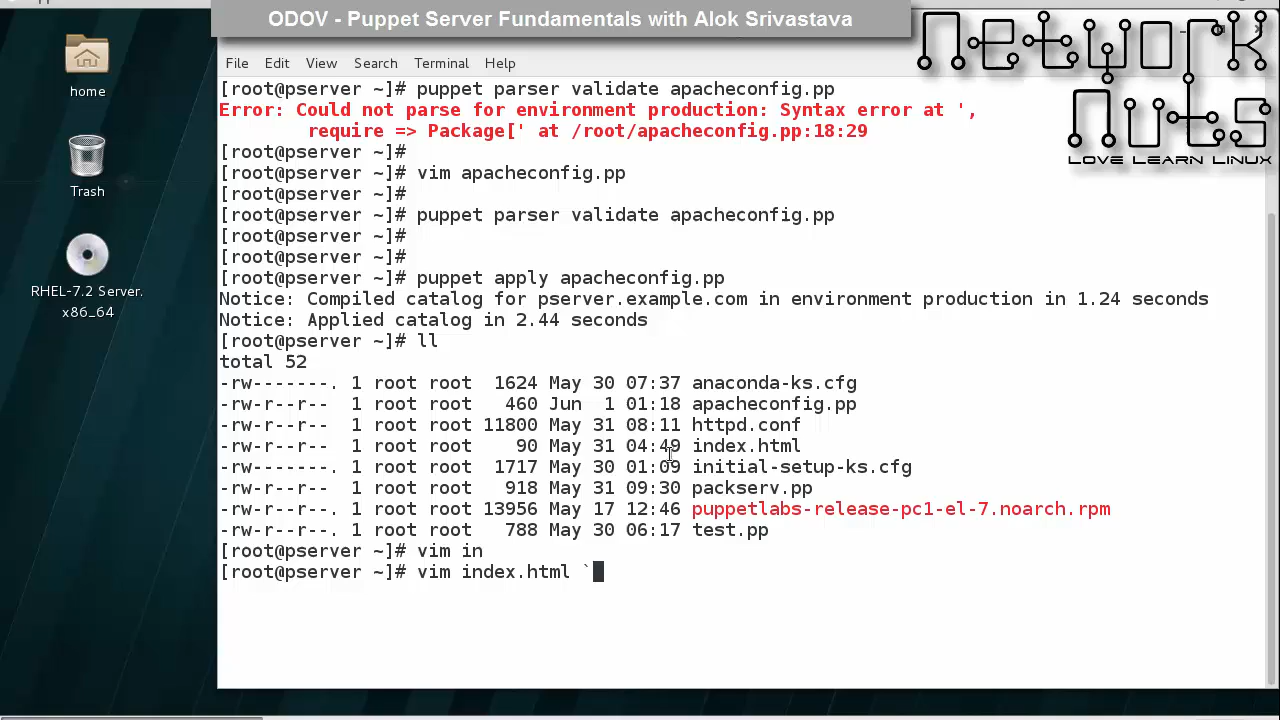 ODOV - Puppet Server Fundamentals with Alok Srivastava
Network
Nuts
LOVE LEARN LINUX
File Edit View Search Terminal Help
home
Trash
RHEL-7.2 Server.
x86_64
[root@pserver ~]# puppet parser validate apacheconfig.pp
Error: Could not parse for environment production: Syntax error at ',
require => Package[' at /root/apacheconfig.pp:18:29
[root@pserver ~]#
[root@pserver ~]# vim apacheconfig.pp
[root@pserver ~]#
[root@pserver ~]# puppet parser validate apacheconfig.pp
[root@pserver ~]#
[root@pserver ~]#
[root@pserver ~]# puppet apply apacheconfig.pp
Notice: Compiled catalog for pserver.example.com in environment production in 1.24 seconds
Notice: Applied catalog in 2.44 seconds
[root@pserver ~]# ll
total 52
-rw-------. 1 root root 1624 May 30 07:37 anaconda-ks.cfg
-rw-r--r-- 1 root root 460 Jun 1 01:18 apacheconfig.pp
-rw-r--r-- 1 root root 11800 May 31 08:11 httpd.conf
-rw-r--r-- 1 root root 90 May 31 04:49 index.html
-rw-------. 1 root root 1717 May 30 01:09 initial-setup-ks.cfg
-rw-r--r-- 1 root root 918 May 31 09:30 packserv.pp
-rw-r--r-- 1 root root 13956 May 17 12:46 puppetlabs-release-pc1-el-7.noarch.rpm
-rw-r--r-. 1 root root 788 May 30 06:17 test.pp
[root@pserver ~]# vim in
[root@pserver ~]# vim index.html `